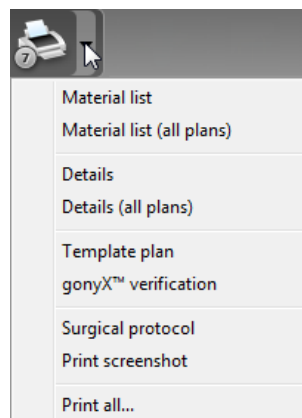 7
Material list
Material list (all plans)
Details
Details (all plans)
Template plan
gonyX™ verification
Surgical protocol
Print screenshot
Print all...